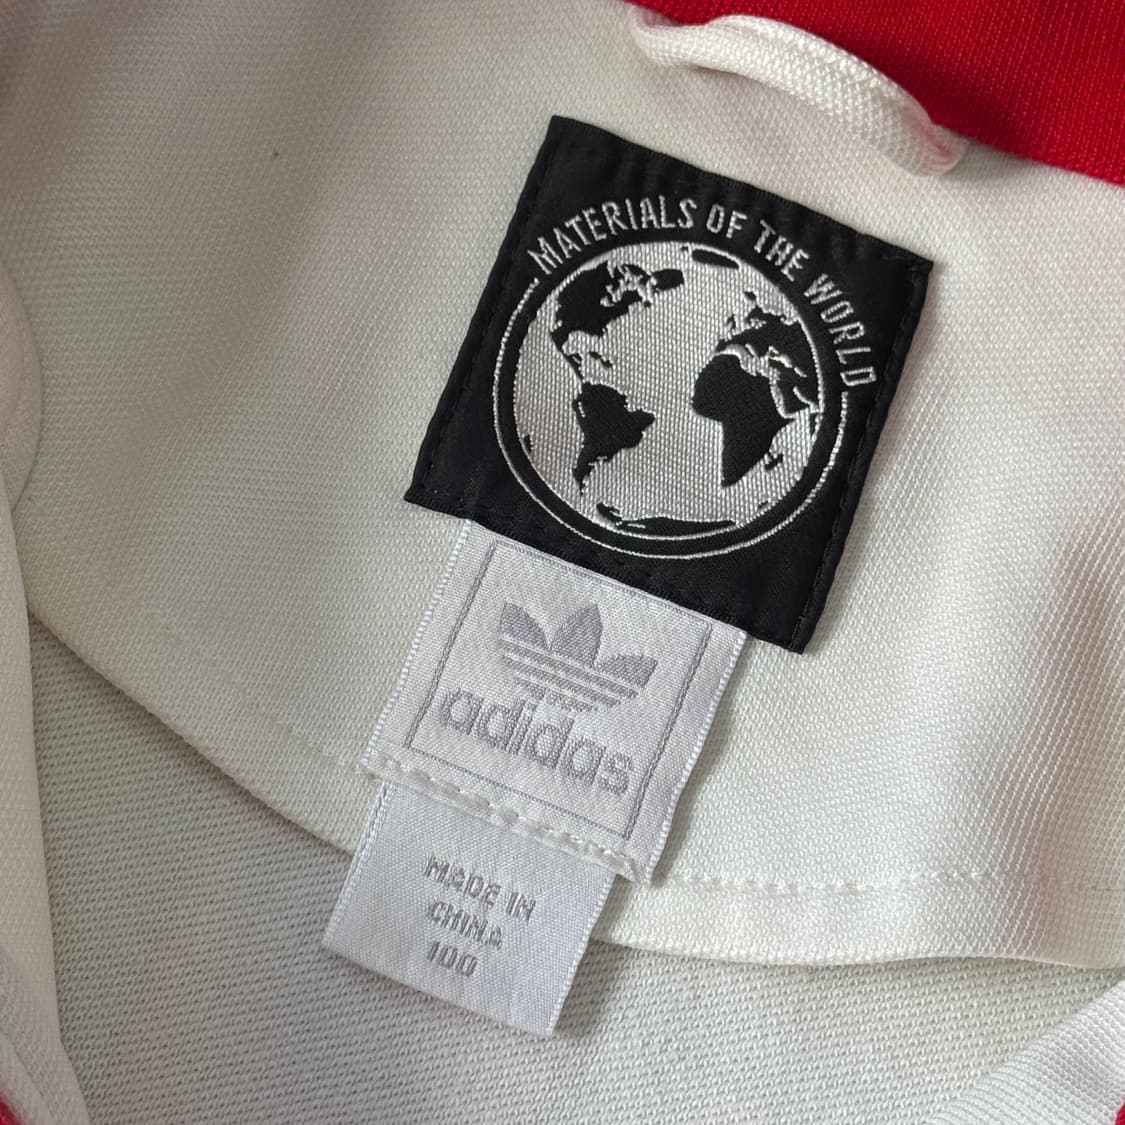 MATERIALS OF THE WORLD
adidas
MADE IN
CHINA
100